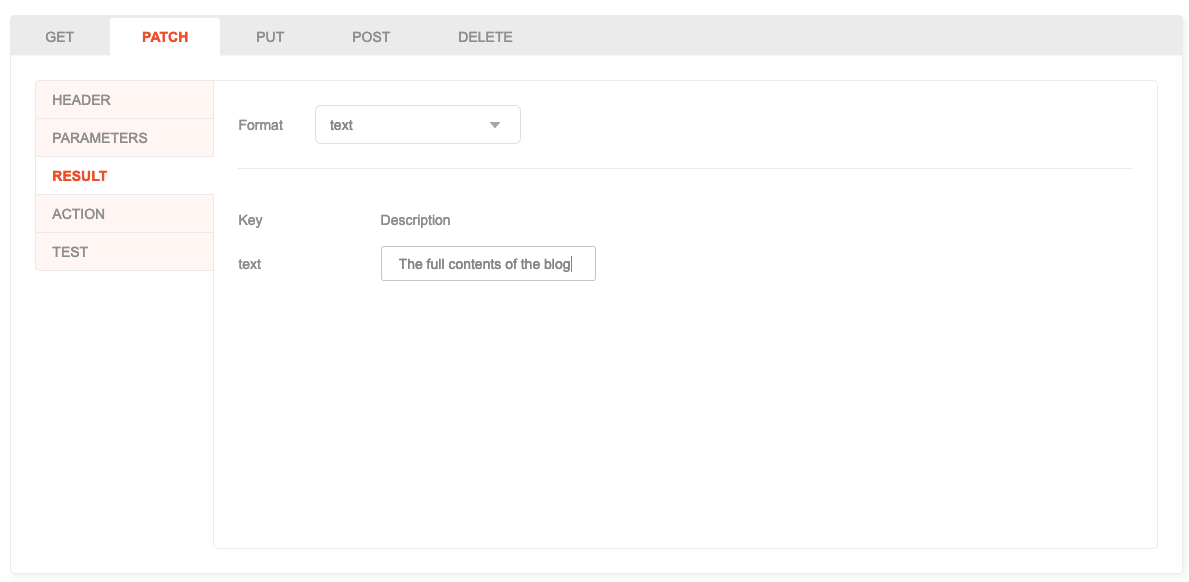 GET PATCH PUT POST DELETE
HEADER
PARAMETERS
RESULT
ACTION
TEST
Format text
Key Description
text The full contents of the blog